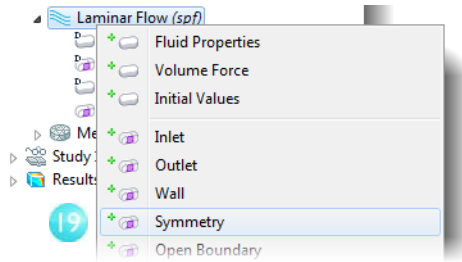 Laminar Flow (spf)
D
D
D
Fluid Properties
Volume Force
Initial Values
Me
Inlet
Study
Outlet
Results
Wall
19
Symmetry
Open Boundary